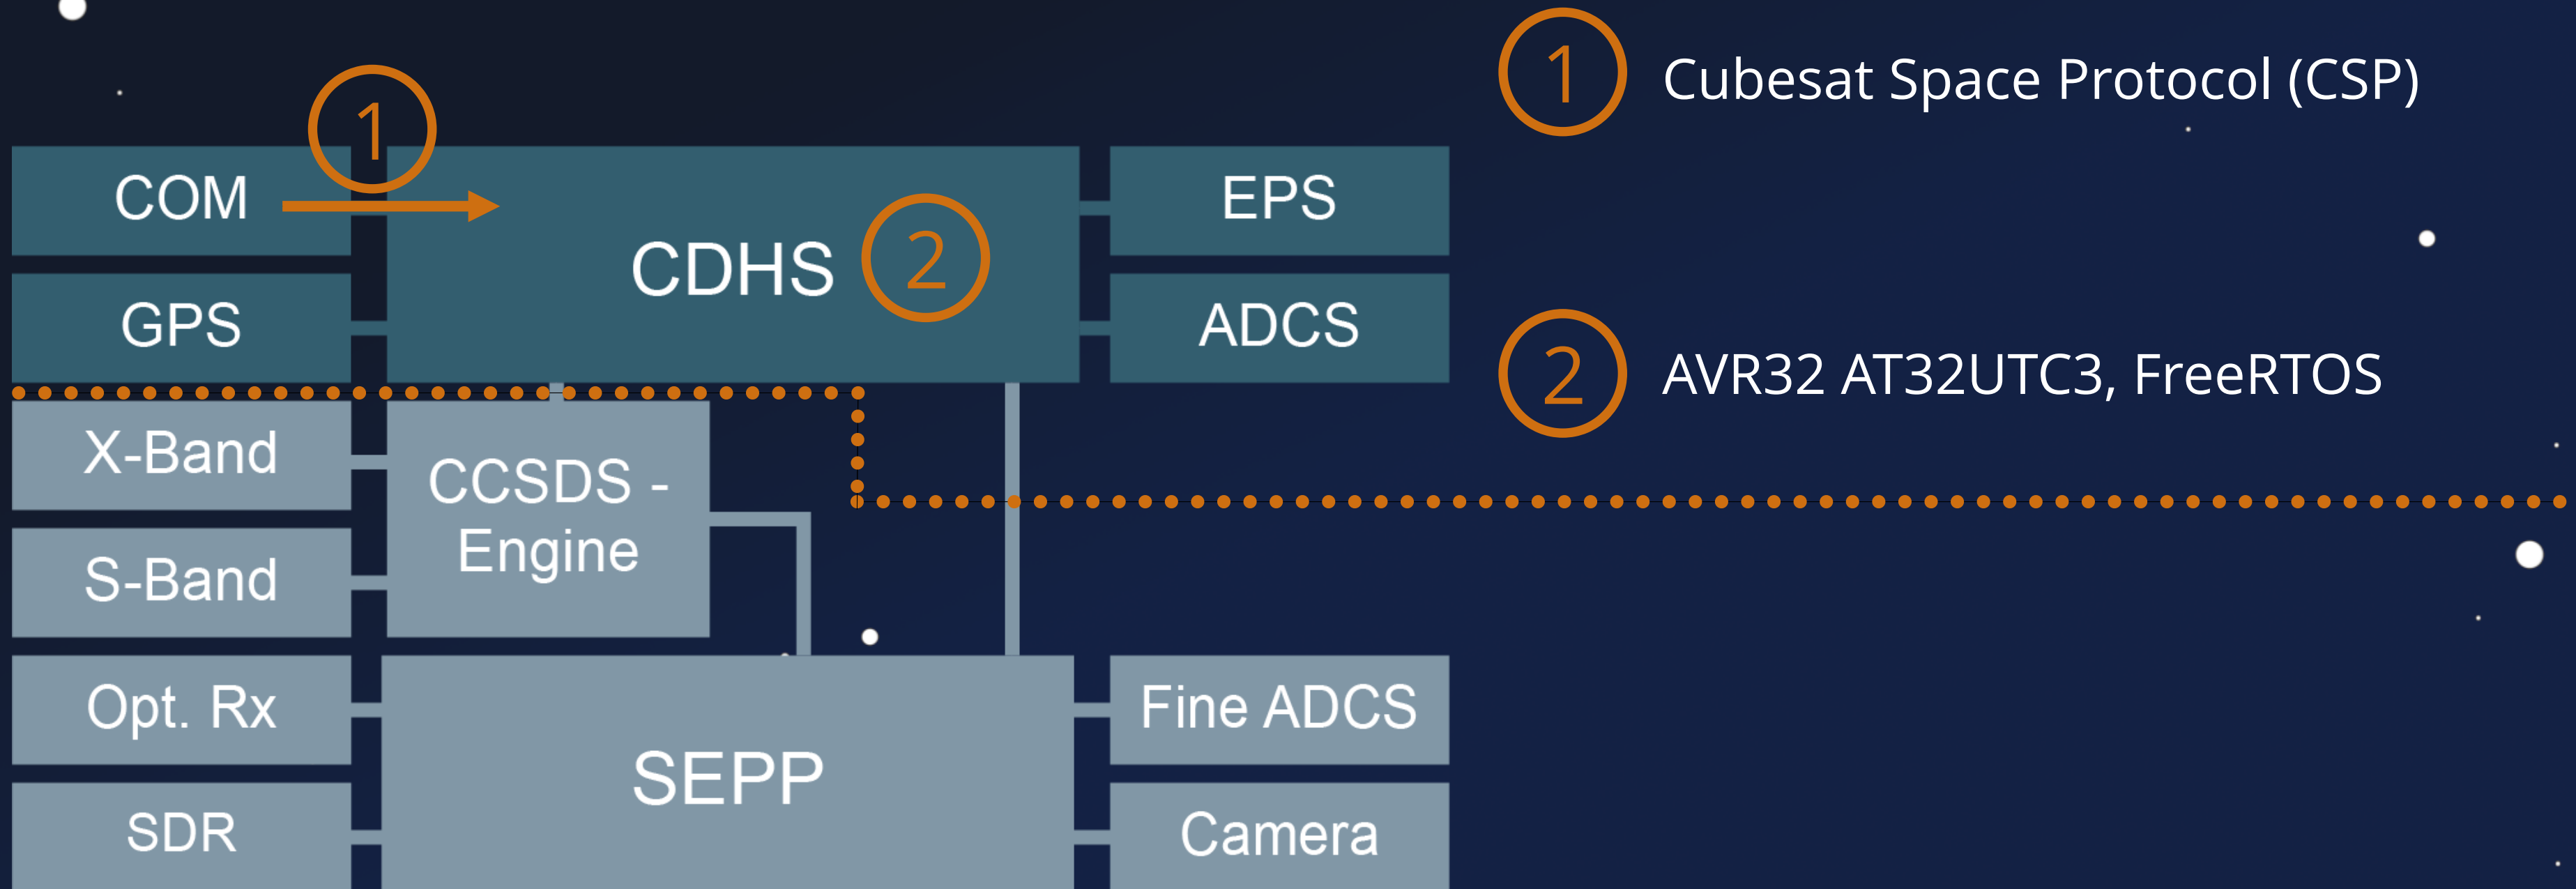 1
Cubesat Space Protocol (CSP)
1
COM
CDHS
2
EPS
GPS
ADCS
2
AVR32 AT32UTC3, FreeRTOS
X-Band
CCSDS -
Engine
S-Band
Opt. Rx
SEPP
Fine ADCS
SDR
Camera